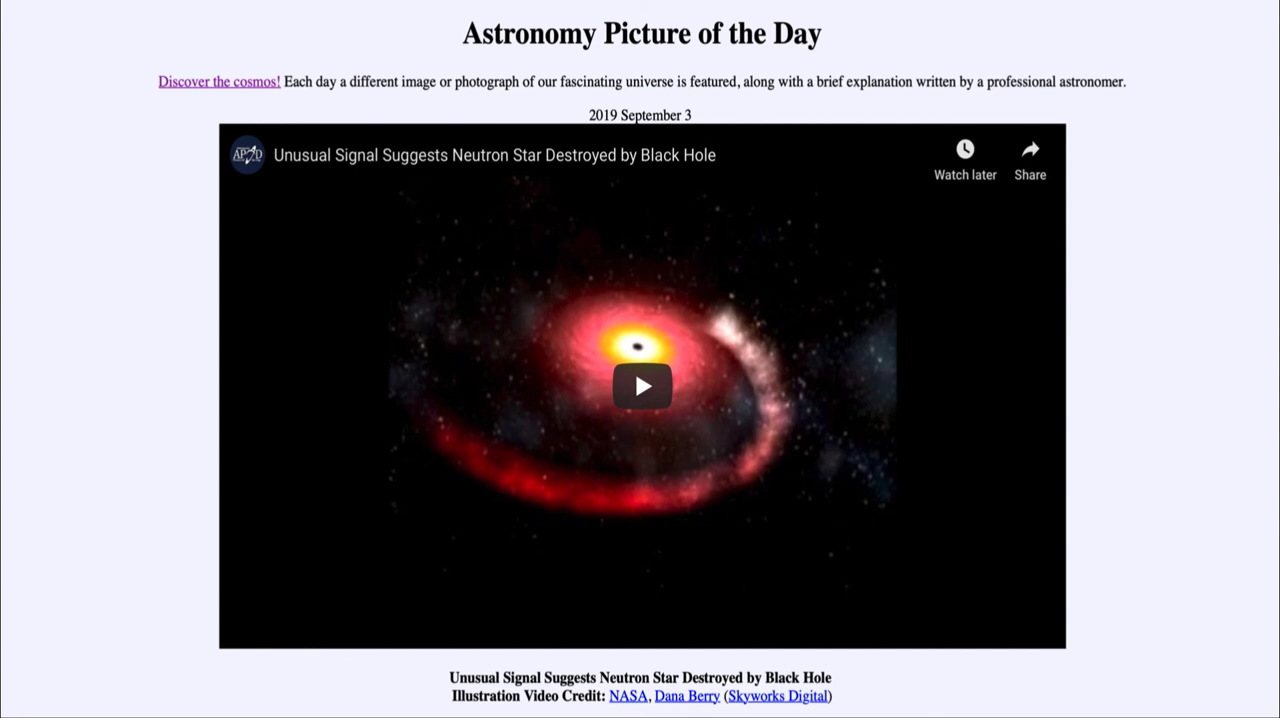 Astronomy Picture of the Day
Discover the cosmos! Each day a different image or photograph of our fascinating universe is featured, along with a brief explanation written by a professional astronomer.
2019 September 3
APOD
Unusual Signal Suggests Neutron Star Destroyed by Black Hole
Watch later
Share
Unusual Signal Suggests Neutron Star Destroyed by Black Hole
Illustration Video Credit: NASA, Dana Berry (Skyworks Digital)